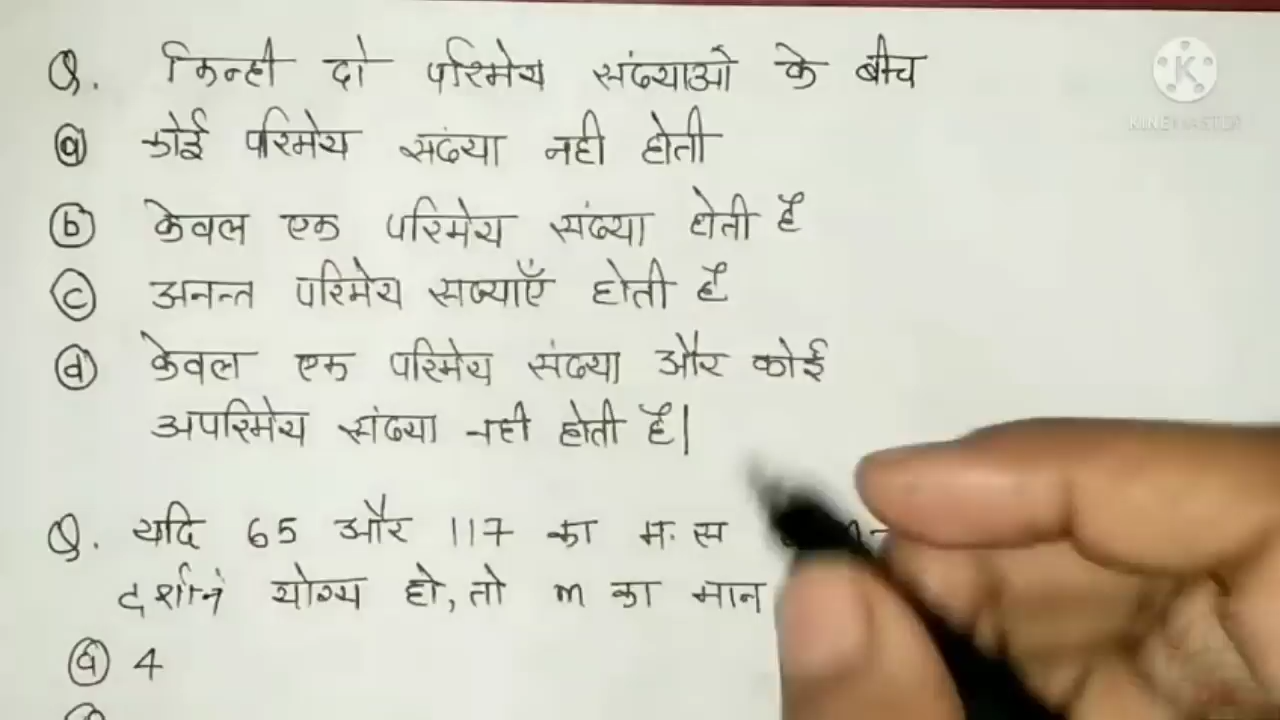 Q. किन्ही दो परिमेय संख्याओ के बीच
K
KINEMASTER
ⓐ कोई परिमेय संख्या नही होती
ⓑ केवल एक परिमेय संख्या होती है
ⓒ अनन्त परिमेय सख्याएँ होती है
ⓓ केवल एक परिमेय संख्या और कोई
अपरिमेय संख्या नही होती है|
Q. यदि 65 और 117 का म. स
दर्शाने योग्य हो, तो m का मान
ⓐ 4